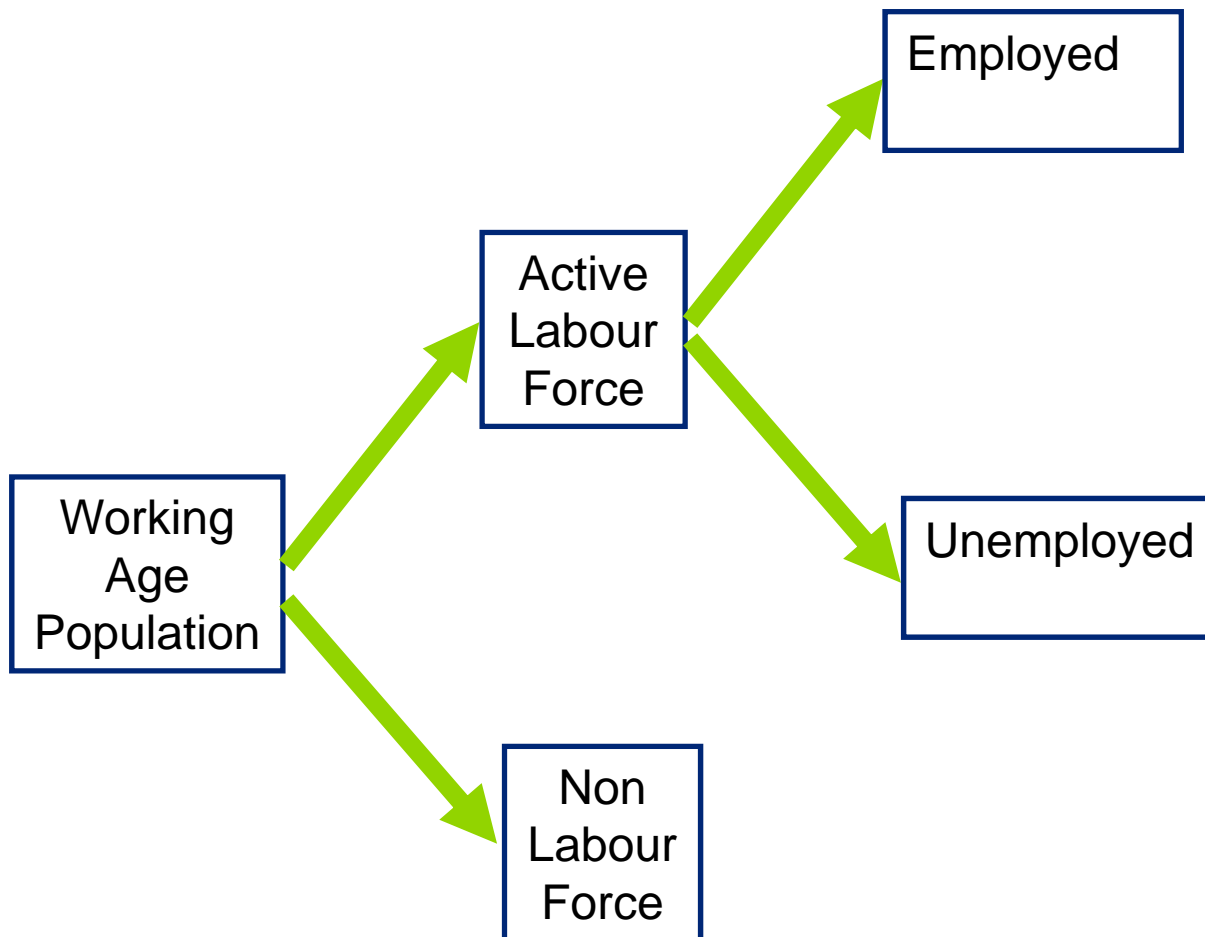 Employed
Active
Labour
Force
Working
Age
Population
Unemployed
Non
Labour
Force